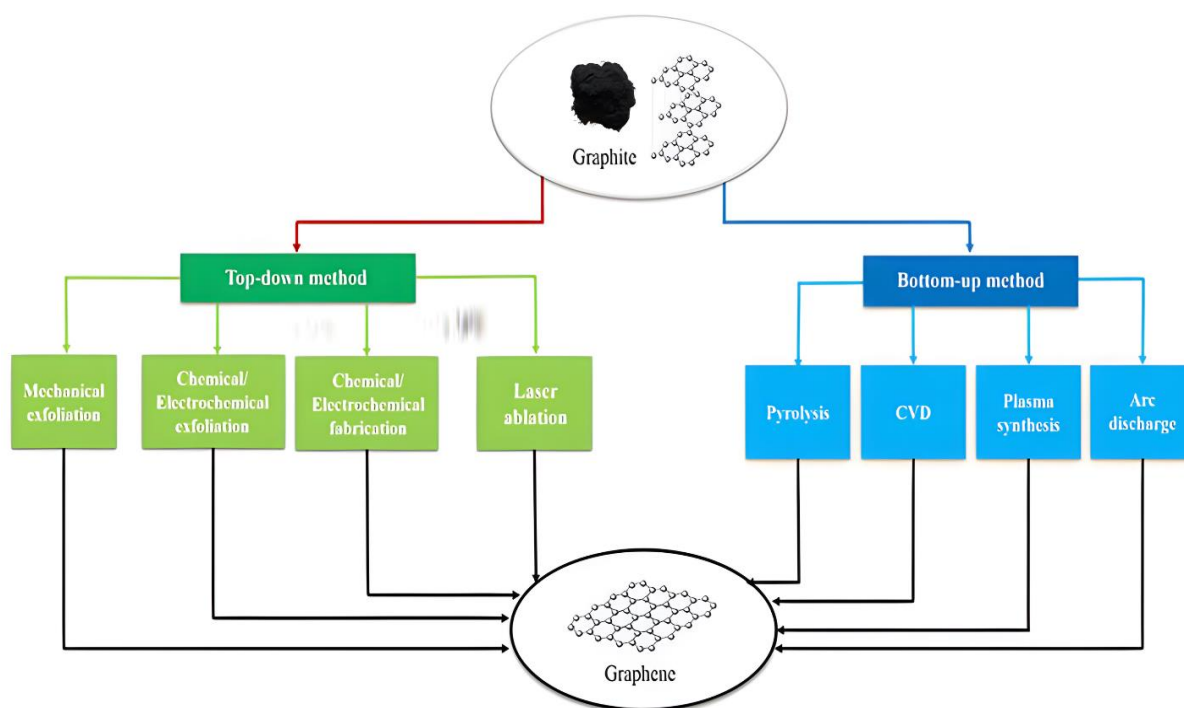 Graphite
Top-down method
Bottom-up method
Mechanical
exfoliation
Chemical/
Electrochemical
exfoliation
Chemical/
Electrochemical
fabrication
Laser
ablation
Pyrolysis
CVD
Plasma
synthesis
Arc
discharge
Graphene